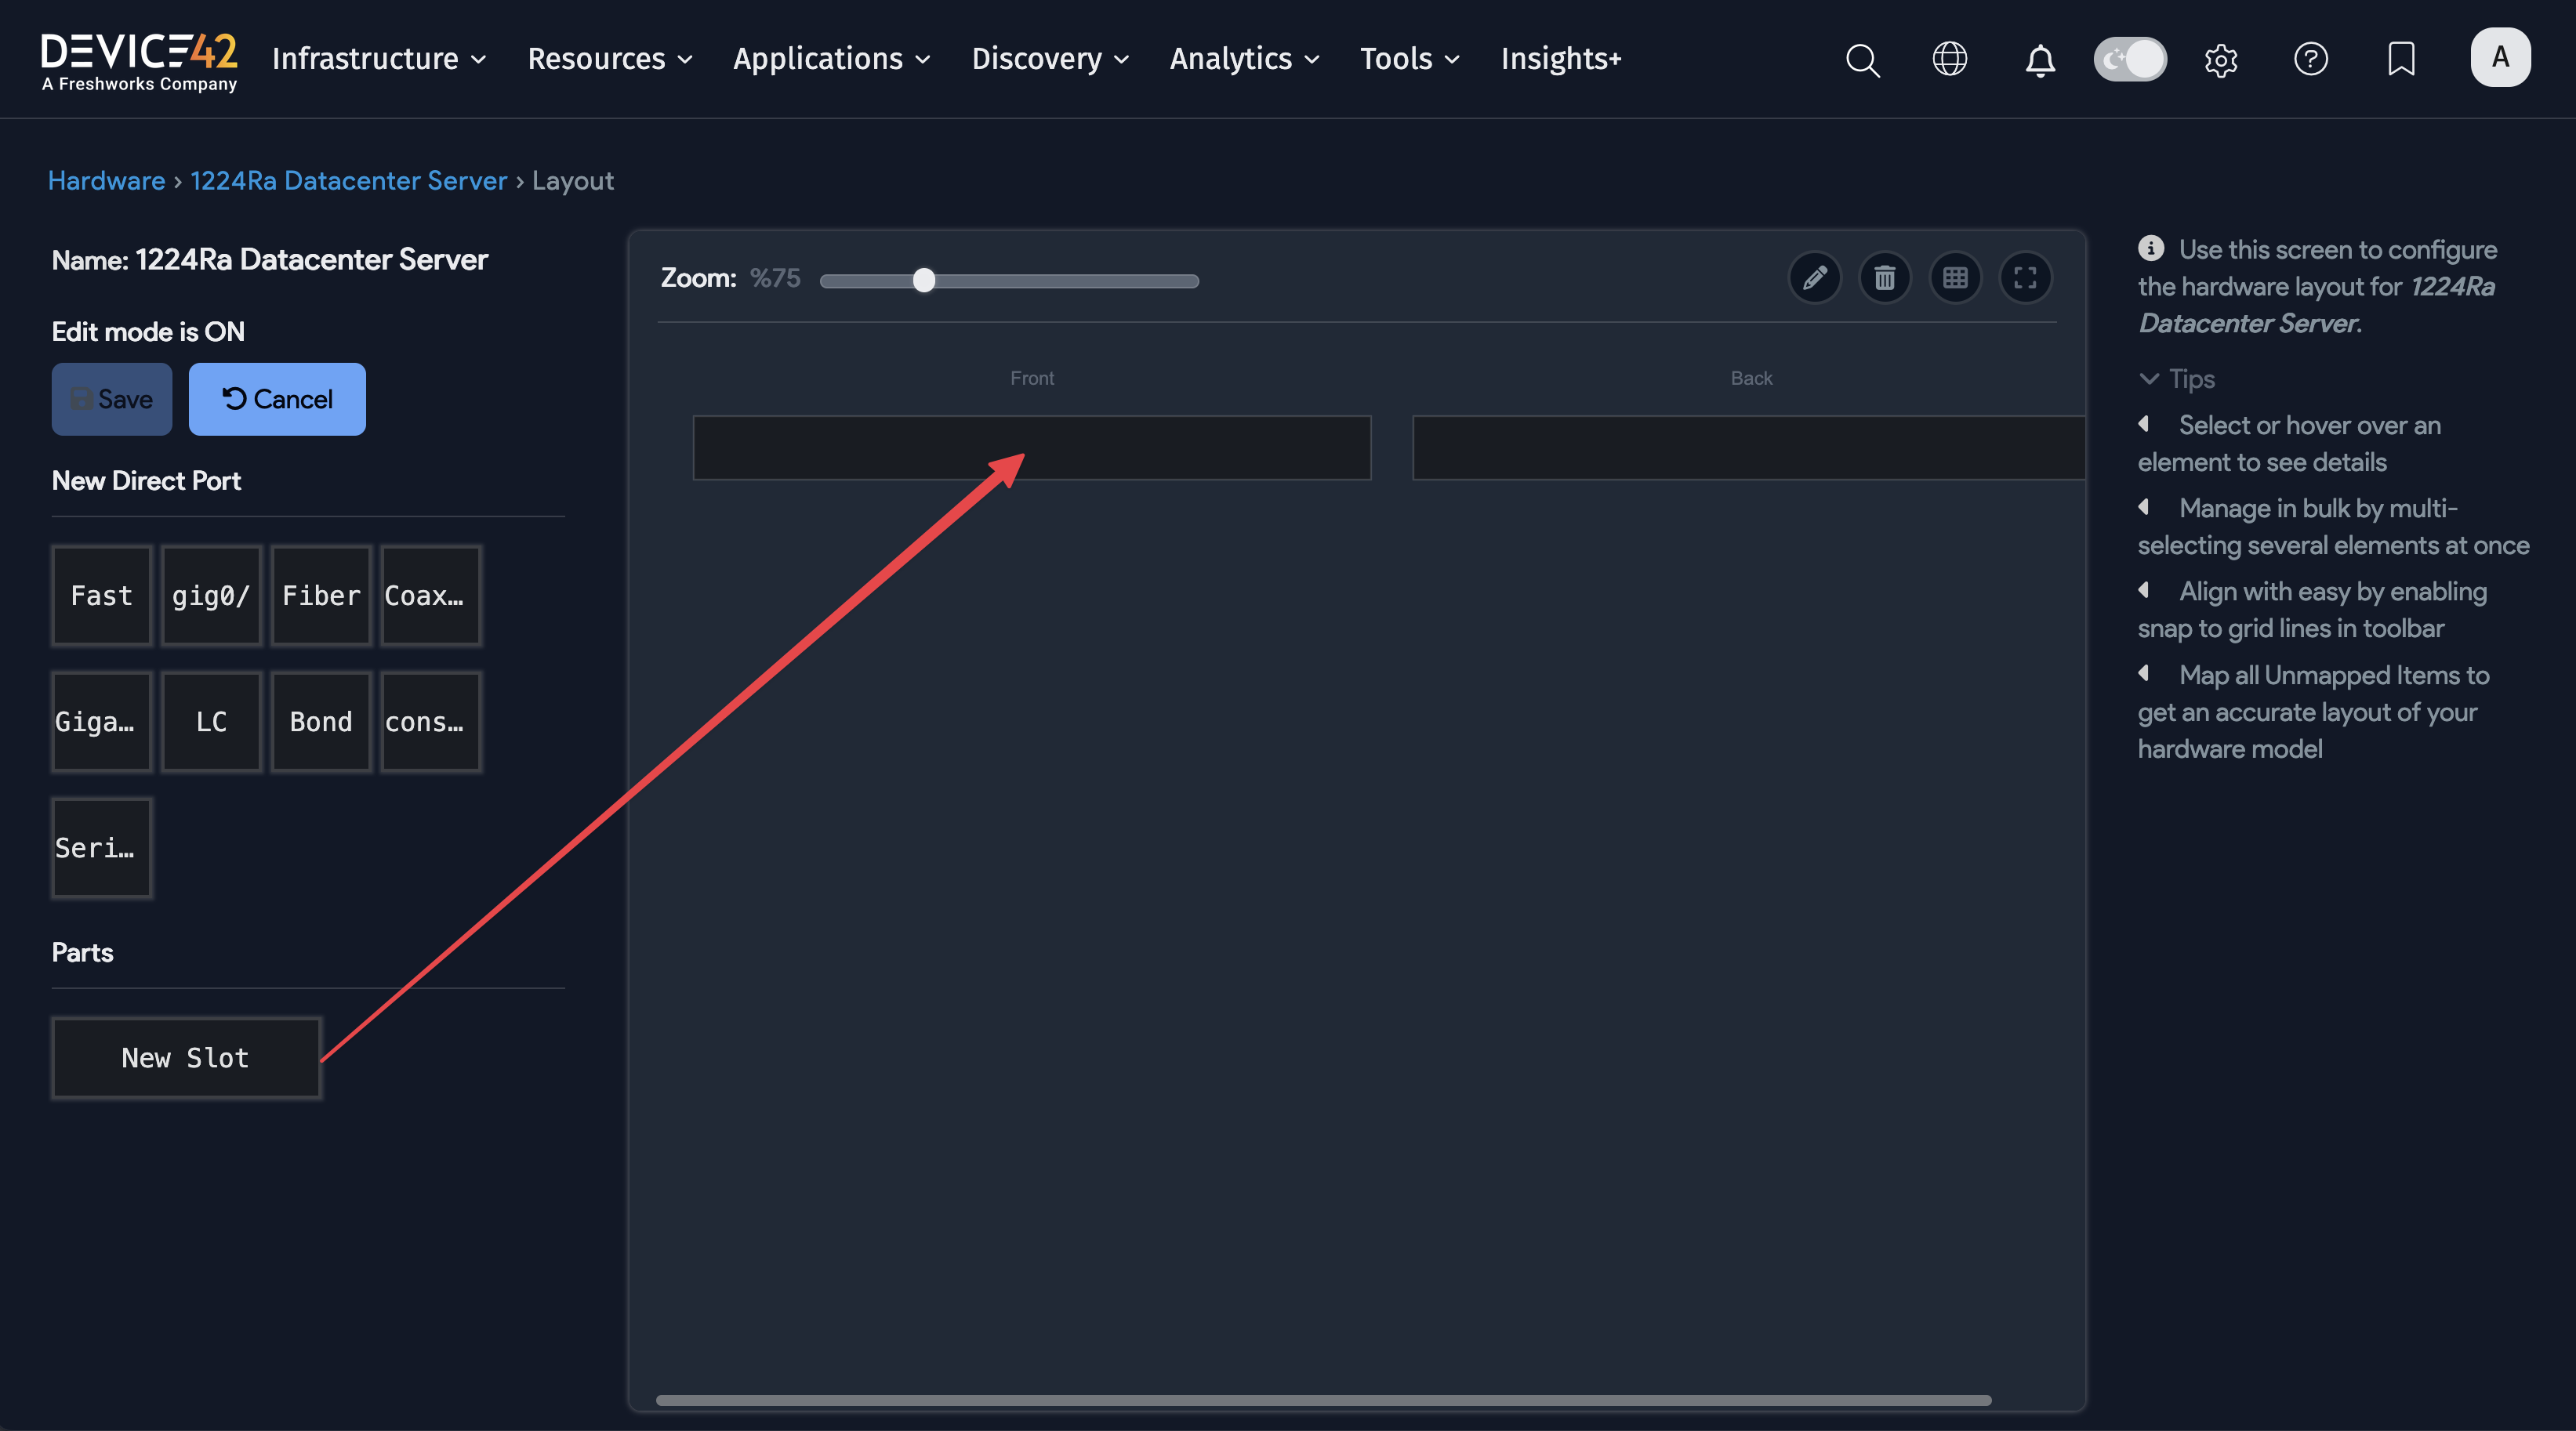 DEVICE42
A Freshworks Company
Infrastructure
Resources
Applications
Discovery
Analytics
Tools
Insights+
A
Hardware › 1224Ra Datacenter Server › Layout
Name: 1224Ra Datacenter Server
Edit mode is ON
Save
Cancel
New Direct Port
Fast
gig0/
Fiber
Coax…
Giga…
LC
Bond
cons…
Seri…
Parts
New Slot
Zoom: %75
Front
Back
Use this screen to configure
the hardware layout for 1224Ra
Datacenter Server.
Tips
Select or hover over an
element to see details
Manage in bulk by multi-
selecting several elements at once
Align with easy by enabling
snap to grid lines in toolbar
Map all Unmapped Items to
get an accurate layout of your
hardware model